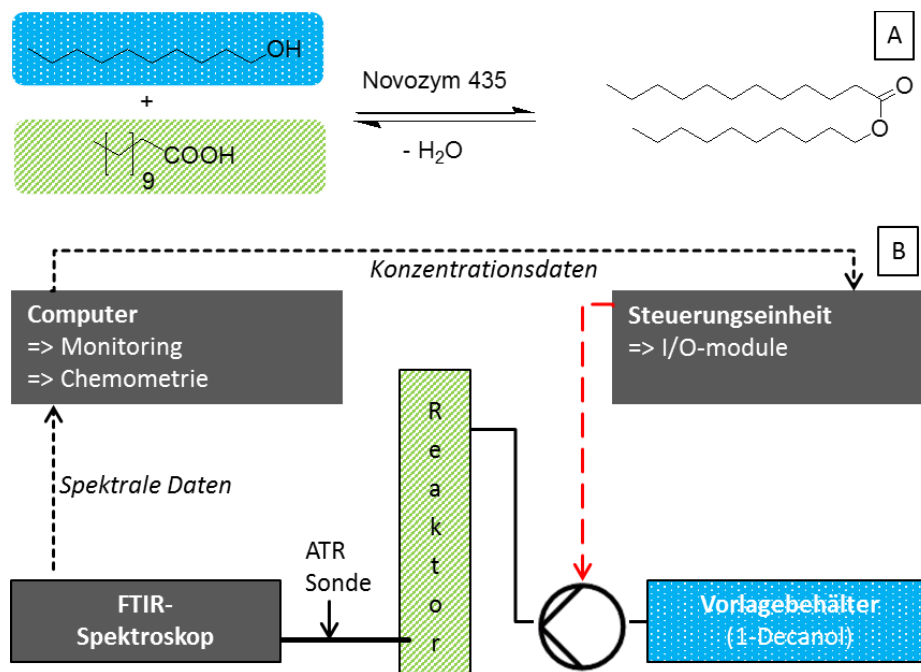 A
OH
+
COOH
9
Novozym 435
- H₂O
O
O
B
Konzentrationsdaten
Computer
=> Monitoring
=> Chemometrie
Steuerungseinheit
=> I/O-module
Reaktor
Spektrale Daten
ATR
Sonde
FTIR-
Spektroskop
Vorlagebehälter
(1-Decanol)